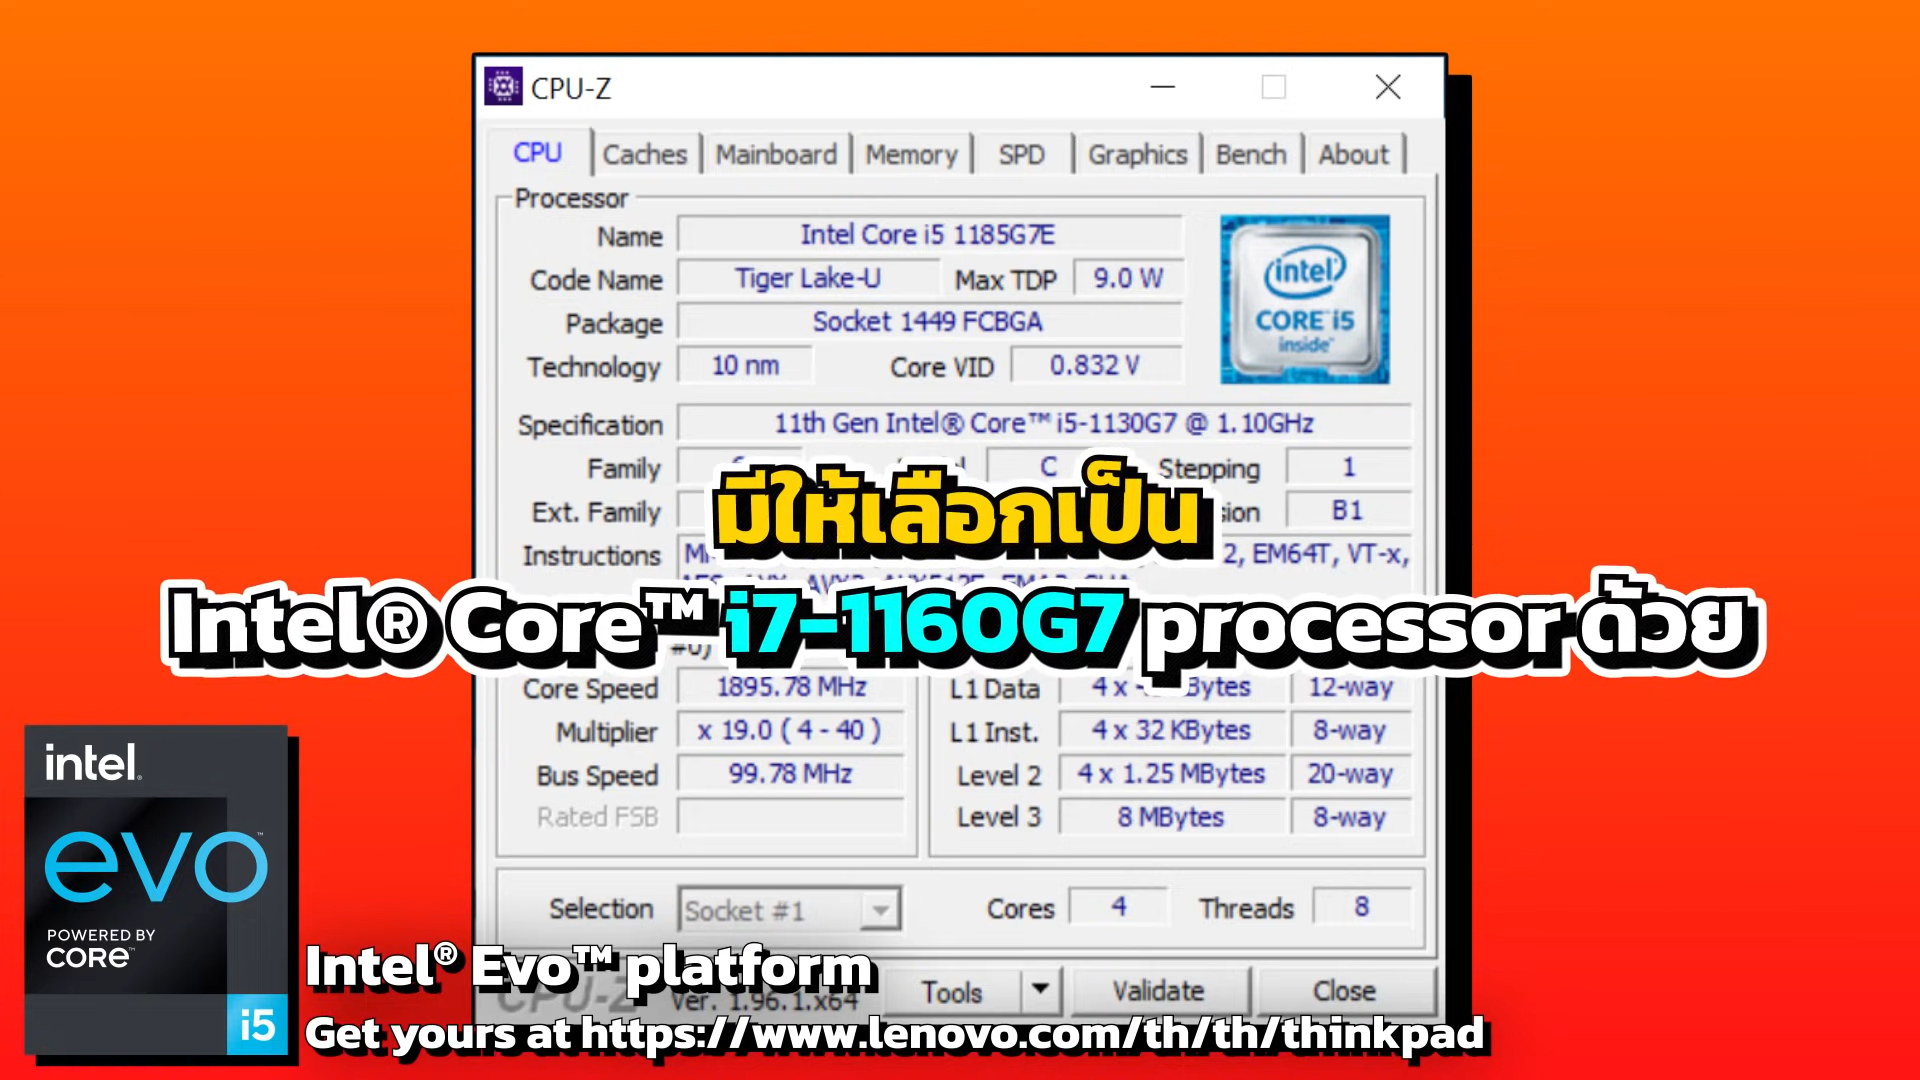 CPU-Z
CPU Caches Mainboard Memory SPD Graphics Bench About
Processor
Name Intel Core i5 1185G7E
Code Name Tiger Lake-U Max TDP 9.0 W
Package Socket 1449 FCBGA
Technology 10 nm Core VID 0.832 V
intel CORE™ i5 inside™
Specification 11th Gen Intel® Core™ i5-1130G7 @ 1.10GHz
Family C Stepping 1
Ext. Family B1
Instructions EM64T, VT-x,
มีให้เลือกเป็น
Intel® Core™ i7-1160G7 processor ด้วย
Core Speed 1895.78 MHz
Multiplier x 19.0 ( 4 - 40 )
Bus Speed 99.78 MHz
Rated FSB
L1 Data 4 x Bytes 12-way
L1 Inst. 4 x 32 KBytes 8-way
Level 2 4 x 1.25 MBytes 20-way
Level 3 8 MBytes 8-way
Selection Socket #1 Cores 4 Threads 8
CPU-Z Ver. 1.96.1.x64 Tools Validate Close
intel.
evo™
POWERED BY
CORE™
i5
Intel® Evo™ platform
Get yours at https://www.lenovo.com/th/th/thinkpad